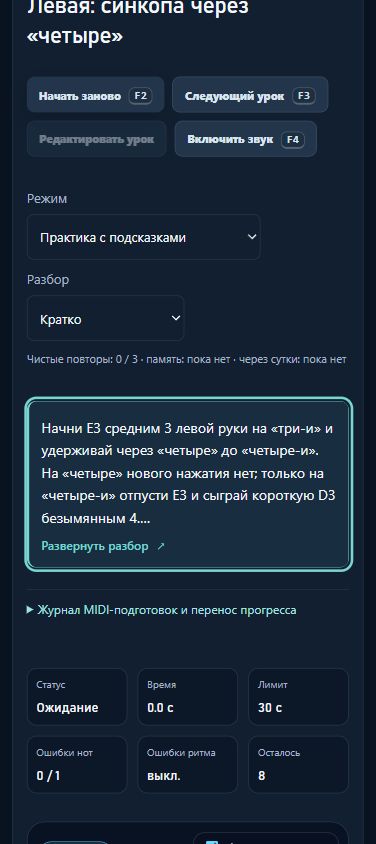 Левая: синкопа через
«четыре»
Начать заново F2
Следующий урок F3
Редактировать урок
Включить звук F4
Режим
Практика с подсказками
Разбор
Кратко
Чистые повторы: 0 / 3 · память: пока нет · через сутки: пока нет
Начни E3 средним 3 левой руки на «три-и» и
удерживай через «четыре» до «четыре-и».
На «четыре» нового нажатия нет; только на
«четыре-и» отпусти E3 и сыграй короткую D3
безымянным 4....
Развернуть разбор ↗
▶ Журнал MIDI-подготовок и перенос прогресса
Статус
Ожидание
Время
0.0 с
Лимит
30 с
Ошибки нот
0 / 1
Ошибки ритма
выкл.
Осталось
8